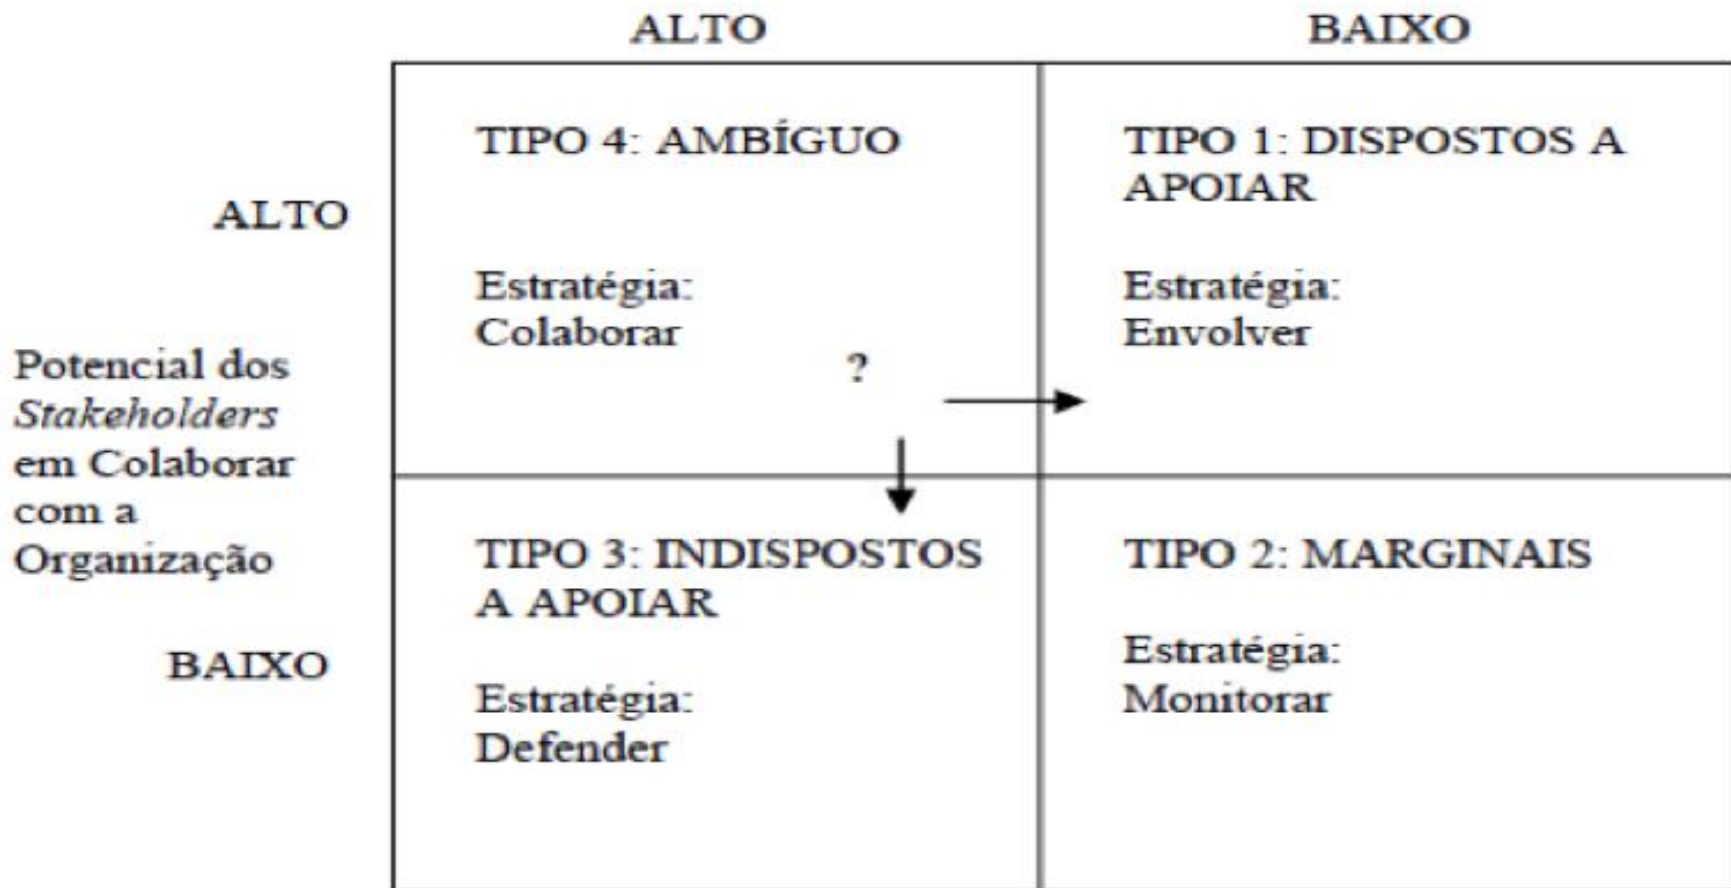 ALTO
BAIXO
TIPO 4: AMBÍGUO
TIPO 1: DISPOSTOS A
APOIAR
ALTO
Estratégia:
Colaborar
Estratégia:
Envolver
?
Potencial dos
Stakeholders
em Colaborar
com a
Organização
TIPO 3: INDISPOSTOS
A APOIAR
TIPO 2: MARGINAIS
BAIXO
Estratégia:
Defender
Estratégia:
Monitorar